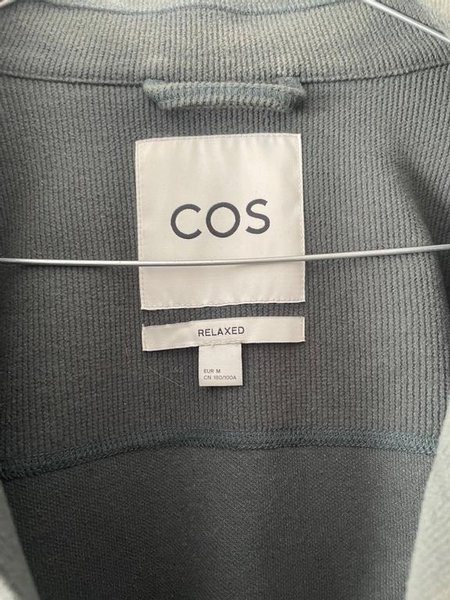 COS
RELAXED
EUR M
CN 180/100A